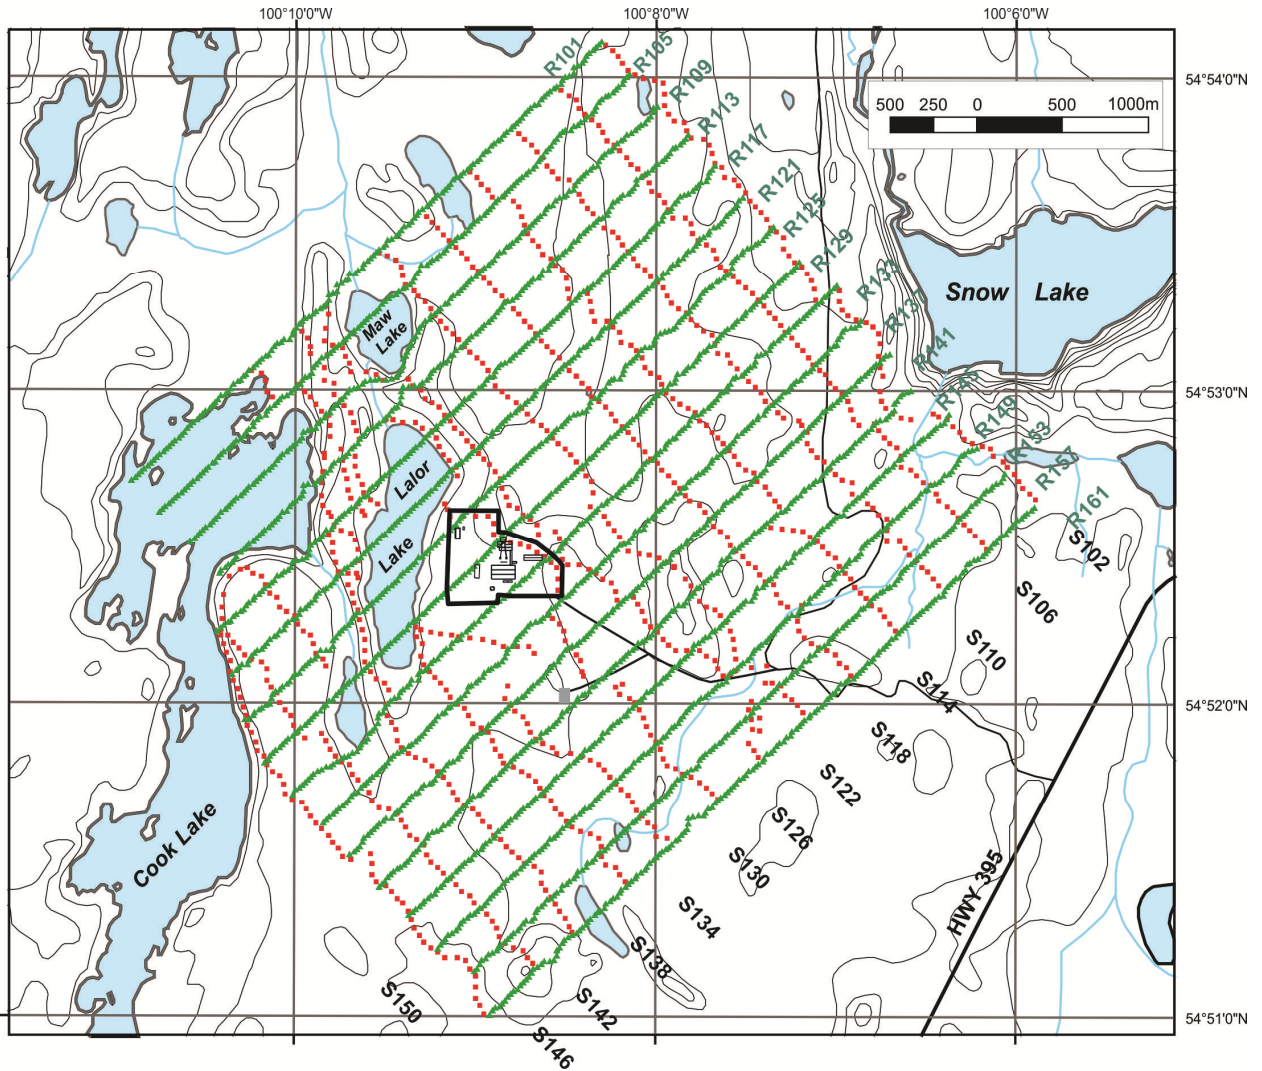 100°10'0"W
100°8'0"W
100°6'0"W
R101
R105
R109
R113
R117
R121
R125
R129
R133
R137
R141
R145
R149
R153
R157
R161
54°54'0"N
500 250 0 500 1000m
Snow Lake
Maw
Lake
54°53'0"N
Lalor
Lake
S102
S106
S110
S114
54°52'0"N
S118
S122
S126
S130
S134
S138
S142
S146
S150
Cook Lake
HWY 395
54°51'0"N